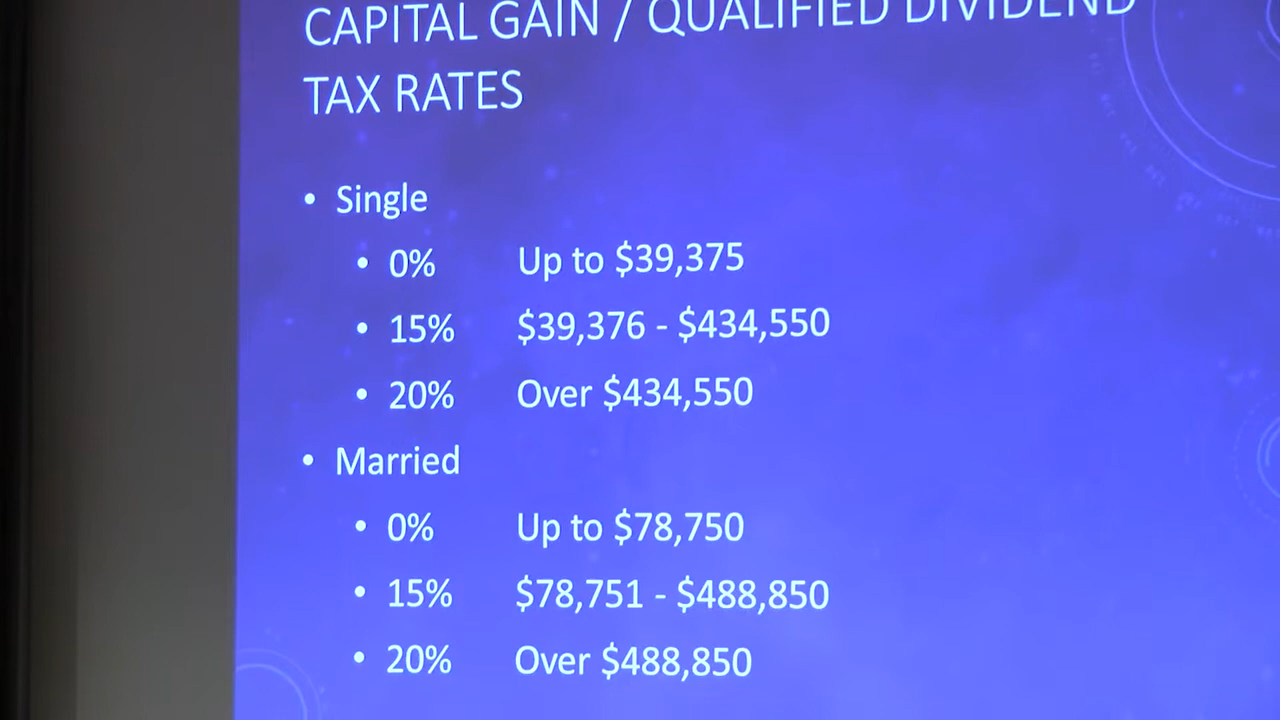 CAPITAL GAIN / QUALIFIED DIVIDEND
TAX RATES
• Single
• 0% Up to $39,375
• 15% $39,376 - $434,550
• 20% Over $434,550
• Married
• 0% Up to $78,750
• 15% $78,751 - $488,850
• 20% Over $488,850